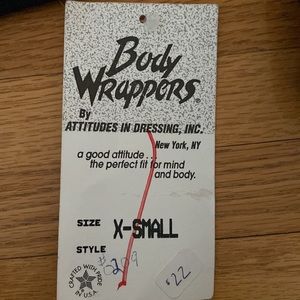 Body
Wrappers®
By
ATTITUDES IN DRESSING, INC.
New York, NY
a good attitude . . .
the perfect fit for mind
and body.
SIZE X-SMALL
STYLE
CRAFTED WITH PRIDE
IN U.S.A.
22